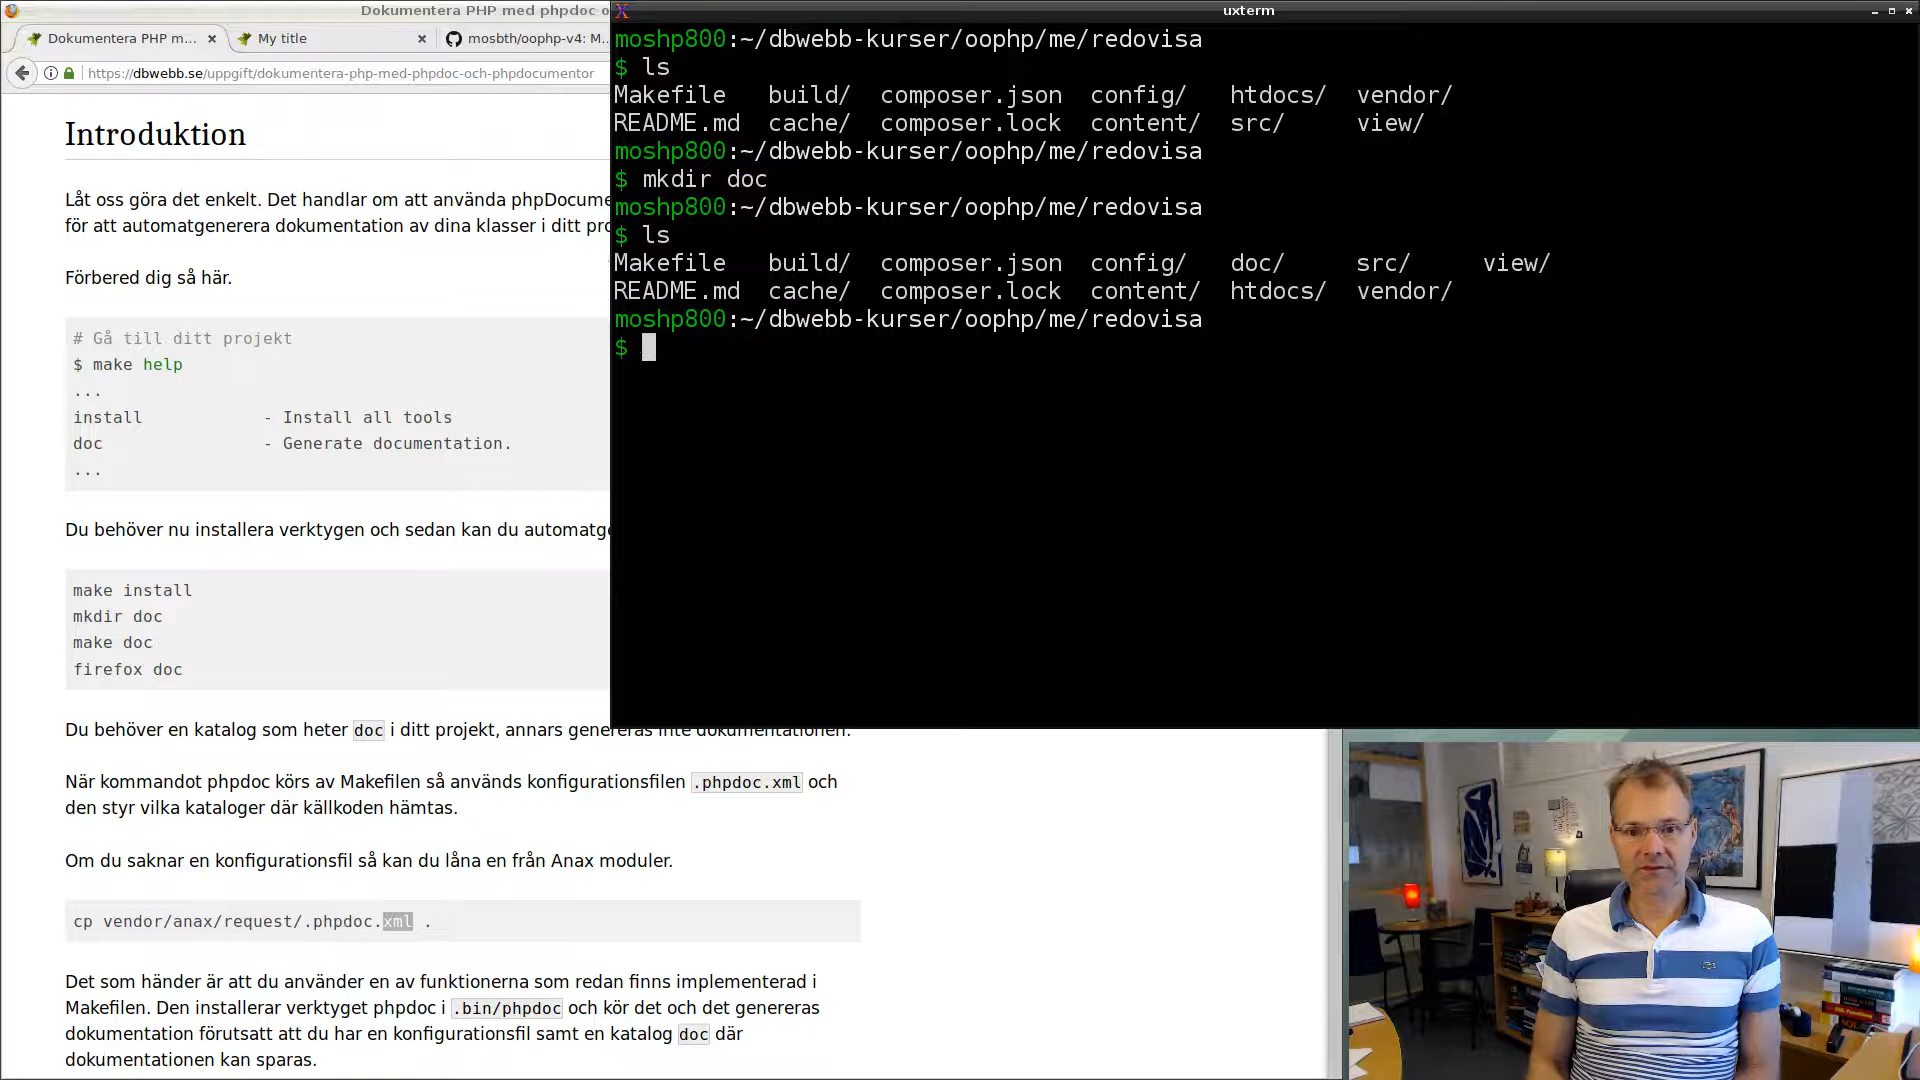 Dokumentera PHP med phpdoc o
Dokumentera PHP m...
My title
mosbth/oophp-v4: M...
https://dbwebb.se/uppgift/dokumentera-php-med-phpdoc-och-phpdocumentor
Introduktion
Låt oss göra det enkelt. Det handlar om att använda phpDocume
för att automatgenerera dokumentation av dina klasser i ditt pro
Förbered dig så här.
# Gå till ditt projekt
$ make help
...
install - Install all tools
doc - Generate documentation.
...
Du behöver nu installera verktygen och sedan kan du automatge
make install
mkdir doc
make doc
firefox doc
Du behöver en katalog som heter doc i ditt projekt, annars genereras inte dokumentationen.
När kommandot phpdoc körs av Makefilen så används konfigurationsfilen .phpdoc.xml och
den styr vilka kataloger där källkoden hämtas.
Om du saknar en konfigurationsfil så kan du låna en från Anax moduler.
cp vendor/anax/request/.phpdoc.xml .
Det som händer är att du använder en av funktionerna som redan finns implementerad i
Makefilen. Den installerar verktyget phpdoc i .bin/phpdoc och kör det och det genereras
dokumentation förutsatt att du har en konfigurationsfil samt en katalog doc där
dokumentationen kan sparas.
uxterm
moshp800:~/dbwebb-kurser/oophp/me/redovisa
$ ls
Makefile build/ composer.json config/ htdocs/ vendor/
README.md cache/ composer.lock content/ src/ view/
moshp800:~/dbwebb-kurser/oophp/me/redovisa
$ mkdir doc
moshp800:~/dbwebb-kurser/oophp/me/redovisa
$ ls
Makefile build/ composer.json config/ doc/ src/ view/
README.md cache/ composer.lock content/ htdocs/ vendor/
moshp800:~/dbwebb-kurser/oophp/me/redovisa
$